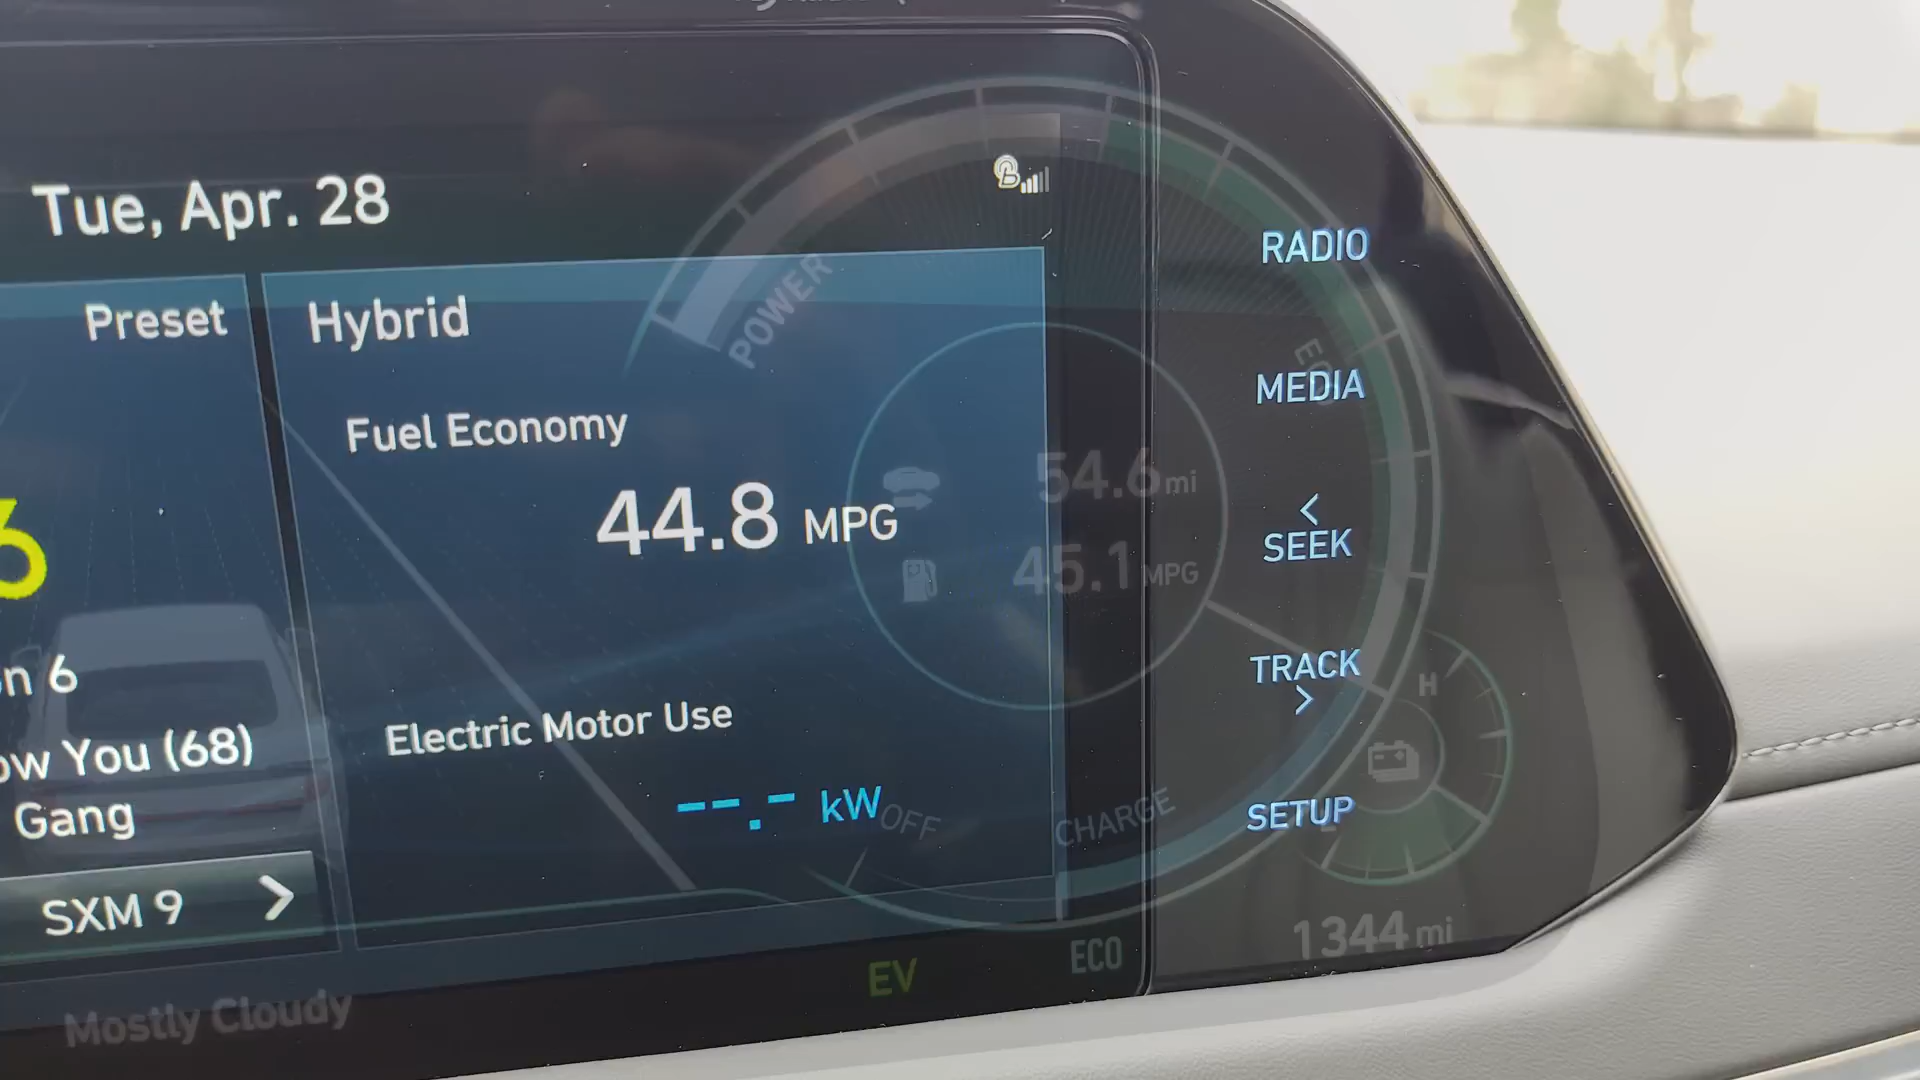 Tue, Apr. 28
Preset
Hybrid
Fuel Economy
44.8 MPG
Electric Motor Use
--.- kW
6
on 6
ow You (68)
Gang
SXM 9 >
Mostly Cloudy
POWER
54.6 mi
45.1 MPG
OFF
CHARGE
H
EV
ECO
1344 mi
RADIO
MEDIA
<
SEEK
TRACK
>
SETUP